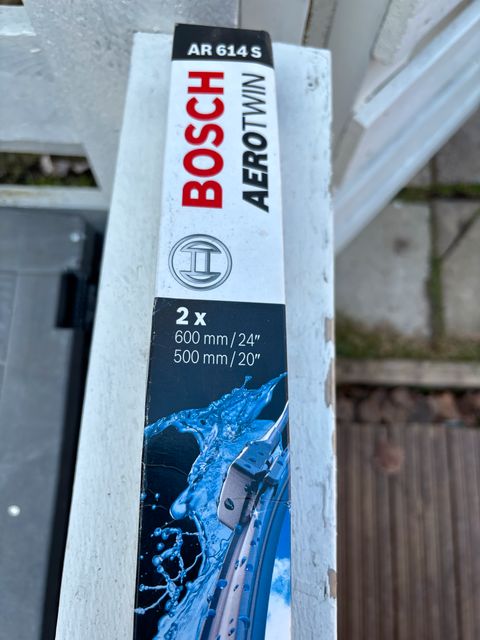 AR 614 S
BOSCH
AEROTWIN
2 x
600 mm/24"
500 mm/20"